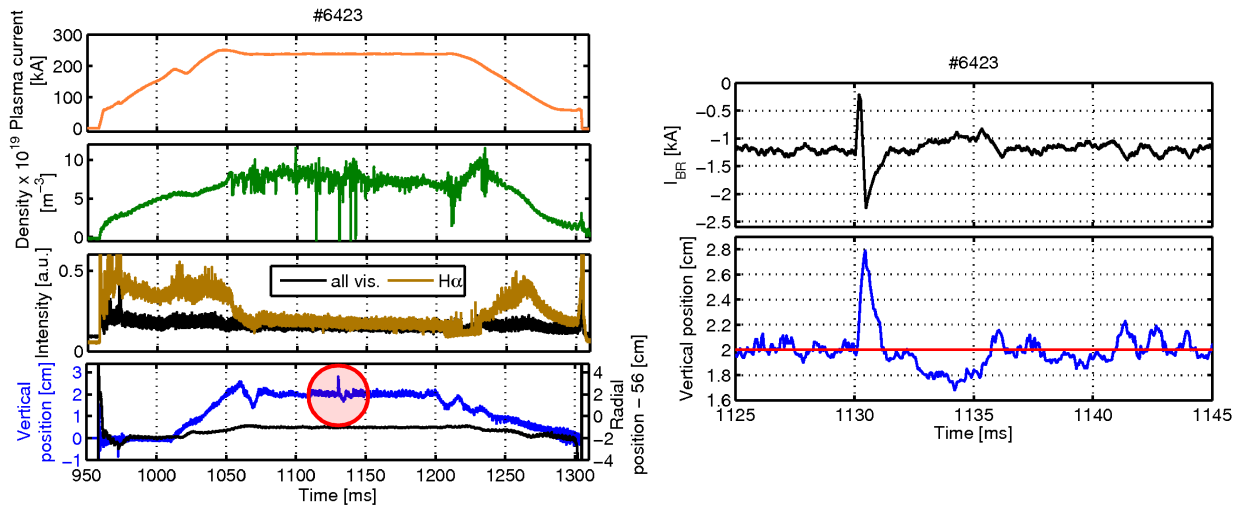 #6423
Plasma current
[kA]
300
200
100
0
Density x 10^19
[m^−3]
10
5
0
Intensity [a.u.]
0.5
0
all vis.
Hα
Vertical
position [cm]
3
2
1
0
−1
4
2
0
−2
−4
Radial
position − 56 [cm]
950 1000 1050 1100 1150 1200 1250 1300
Time [ms]
#6423
I_BR [kA]
0
−0.5
−1
−1.5
−2
−2.5
Vertical position [cm]
2.8
2.6
2.4
2.2
2
1.8
1.6
1125 1130 1135 1140 1145
Time [ms]